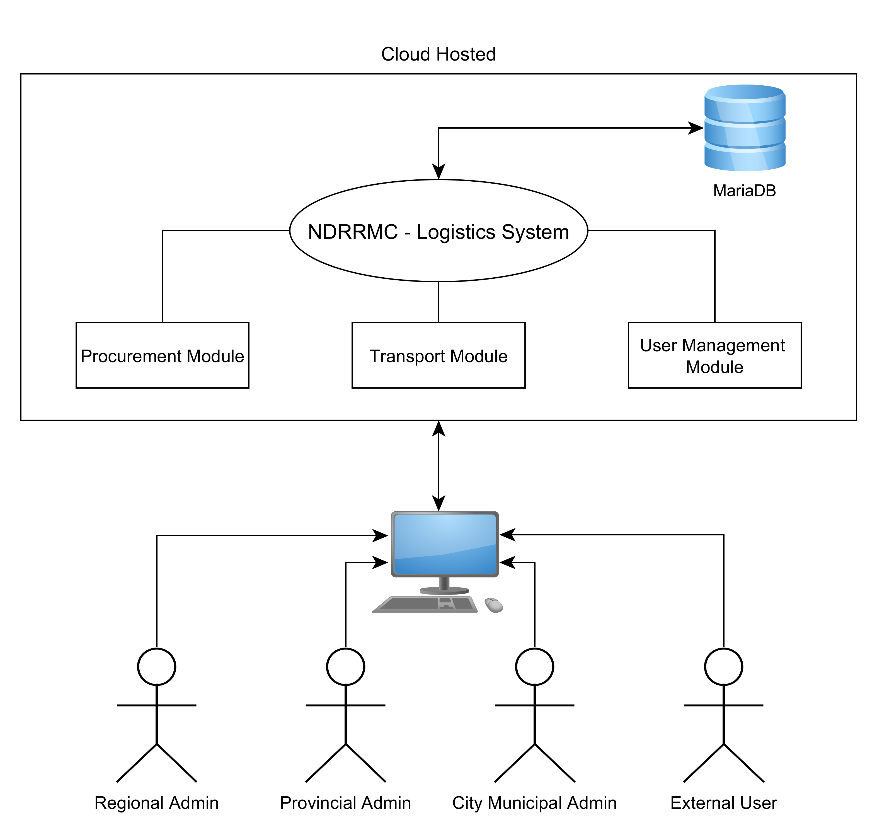 Cloud Hosted
MariaDB
NDRRMC - Logistics System
Procurement Module
Transport Module
User Management
Module
Regional Admin
Provincial Admin
City Municipal Admin
External User